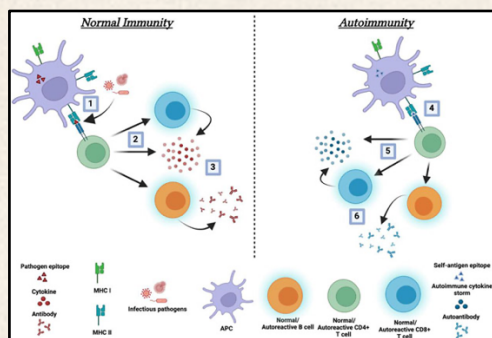 Normal Immunity
Autoimmunity
1
2
3
4
5
6
Pathogen epitope
Cytokine
Antibody
MHC I
MHC II
Infectious pathogens
APC
Normal/
Autoreactive B cell
Normal/
Autoreactive CD4+
T cell
Normal/
Autoreactive CD8+
T cell
Self-antigen epitope
Autoimmune cytokine
storm
Autoantibody